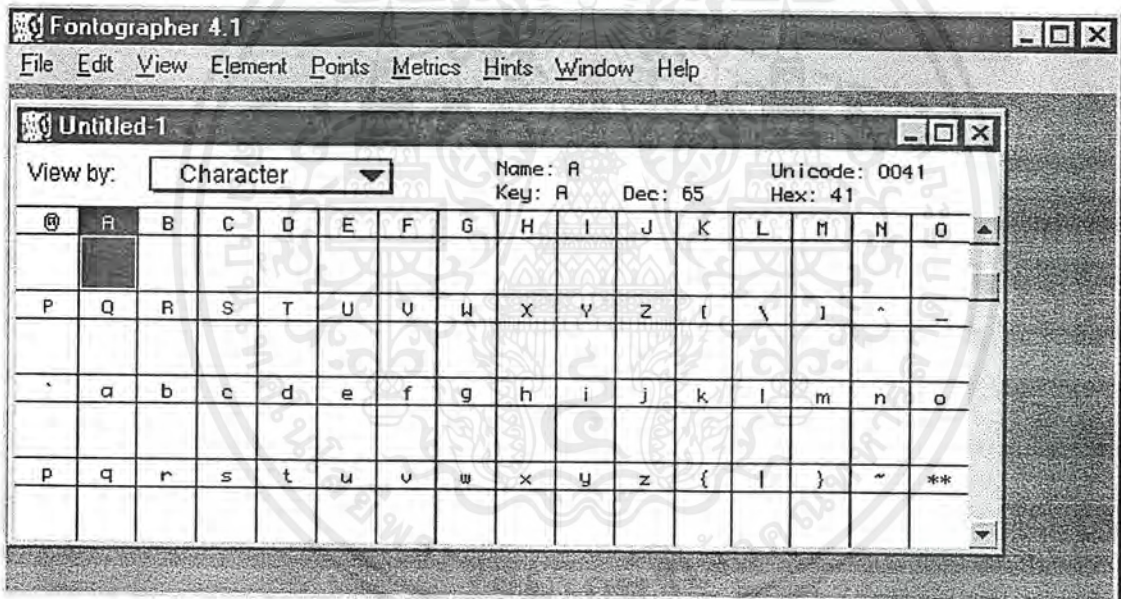 Fontographer 4.1
File Edit View Element Points Metrics Hints Window Help
Untitled-1
View by: Character Name: A Unicode: 0041
Key: A Dec: 65 Hex: 41
@ A B C D E F G H I J K L M N O
P Q R S T U V W X Y Z [ \ ] ^ _
` a b c d e f g h i j k l m n o
p q r s t u v w x y z { | } ~ **